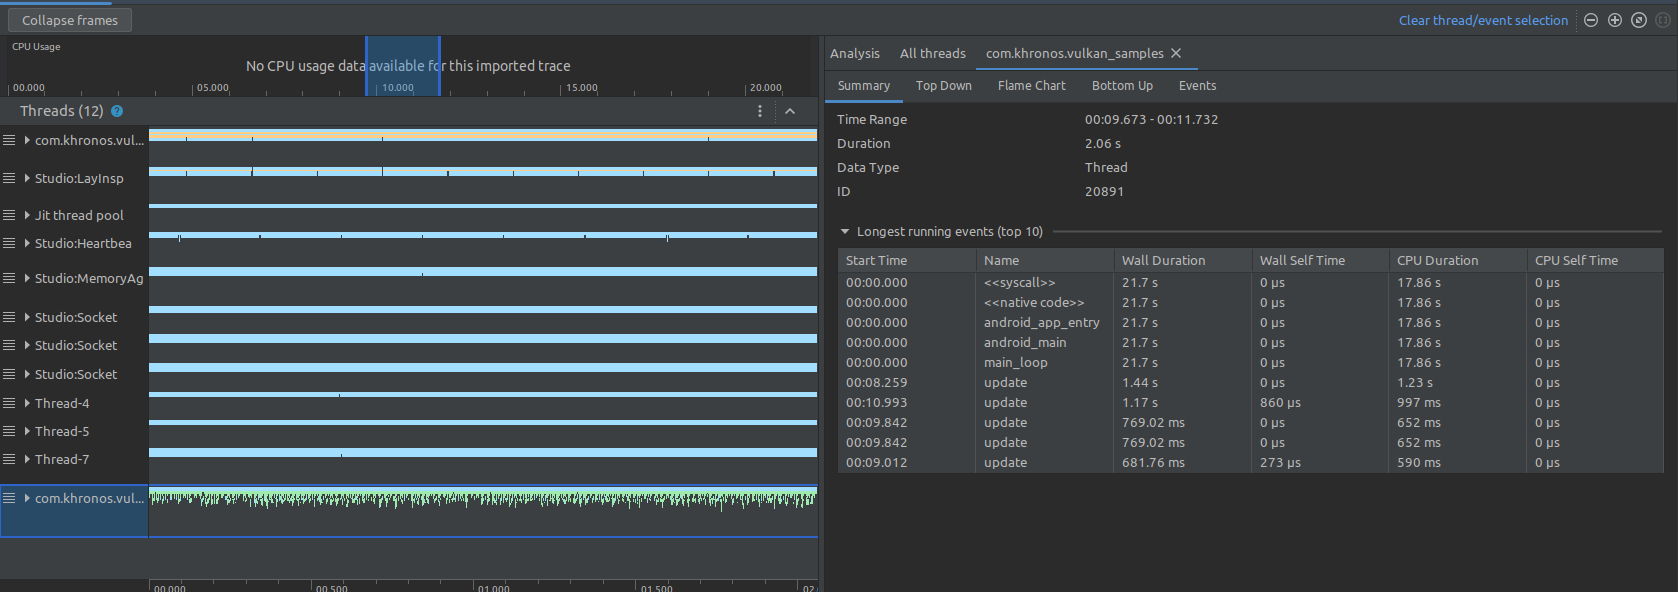 Collapse frames
Clear thread/event selection
CPU Usage
No CPU usage data available for this imported trace
00.000 05.000 10.000 15.000 20.000
Threads (12) ?
com.khronos.vul...
Studio:LayInsp
Jit thread pool
Studio:Heartbea
Studio:MemoryAg
Studio:Socket
Studio:Socket
Studio:Socket
Thread-4
Thread-5
Thread-7
com.khronos.vul...
00.000 00.500 01.000 01.500 02.
Analysis All threads com.khronos.vulkan_samples
Summary Top Down Flame Chart Bottom Up Events
Time Range 00:09.673 - 00:11.732
Duration 2.06 s
Data Type Thread
ID 20891
Longest running events (top 10)
Start Time Name Wall Duration Wall Self Time CPU Duration CPU Self Time
00:00.000 <<syscall>> 21.7 s 0 μs 17.86 s 0 μs
00:00.000 <<native code>> 21.7 s 0 μs 17.86 s 0 μs
00:00.000 android_app_entry 21.7 s 0 μs 17.86 s 0 μs
00:00.000 android_main 21.7 s 0 μs 17.86 s 0 μs
00:00.000 main_loop 21.7 s 0 μs 17.86 s 0 μs
00:08.259 update 1.44 s 0 μs 1.23 s 0 μs
00:10.993 update 1.17 s 860 μs 997 ms 0 μs
00:09.842 update 769.02 ms 0 μs 652 ms 0 μs
00:09.842 update 769.02 ms 0 μs 652 ms 0 μs
00:09.012 update 681.76 ms 273 μs 590 ms 0 μs